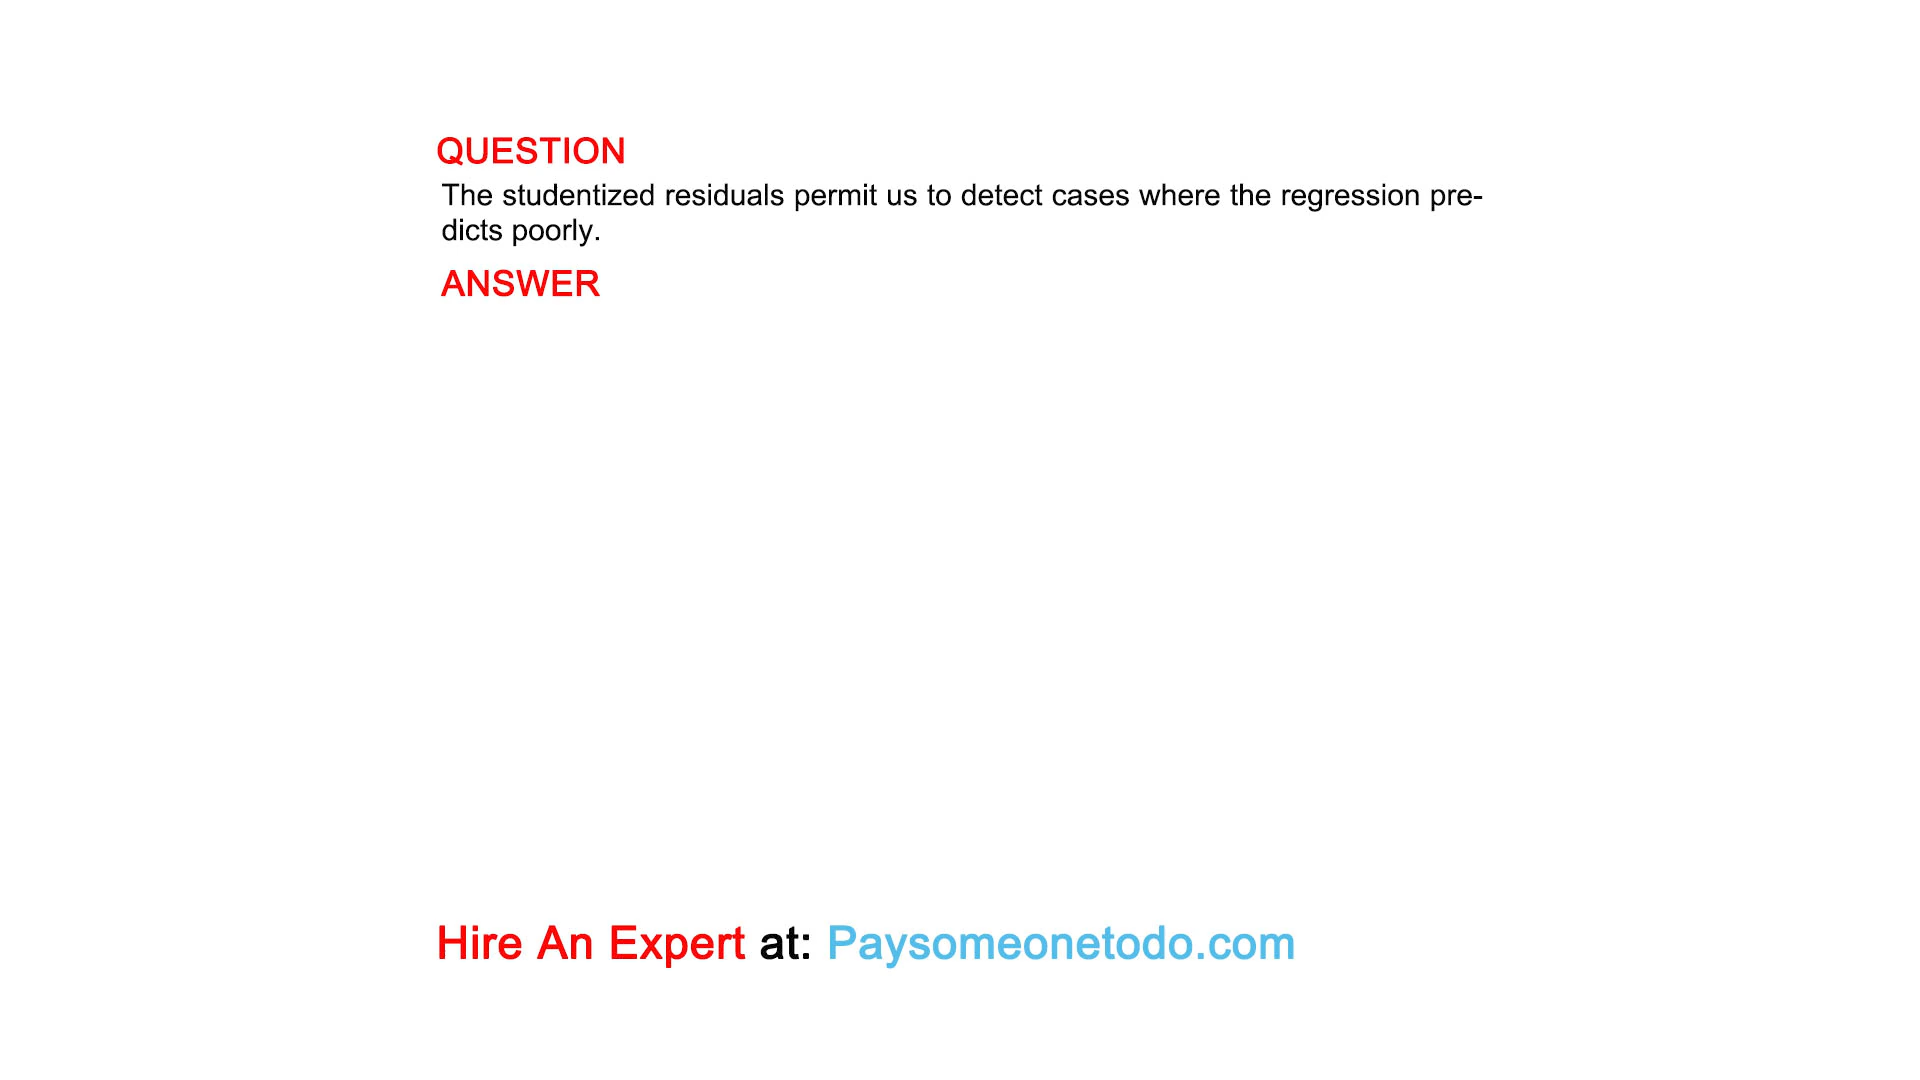 QUESTION
The studentized residuals permit us to detect cases where the regression pre-
dicts poorly.
ANSWER
Hire An Expert at: Paysomeonetodo.com